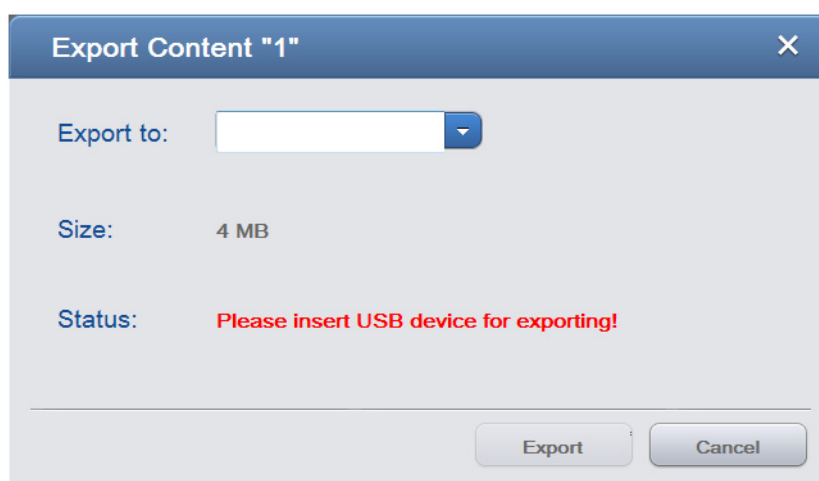 Export Content "1"
Export to:
Size: 4 MB
Status: Please insert USB device for exporting!
Export Cancel